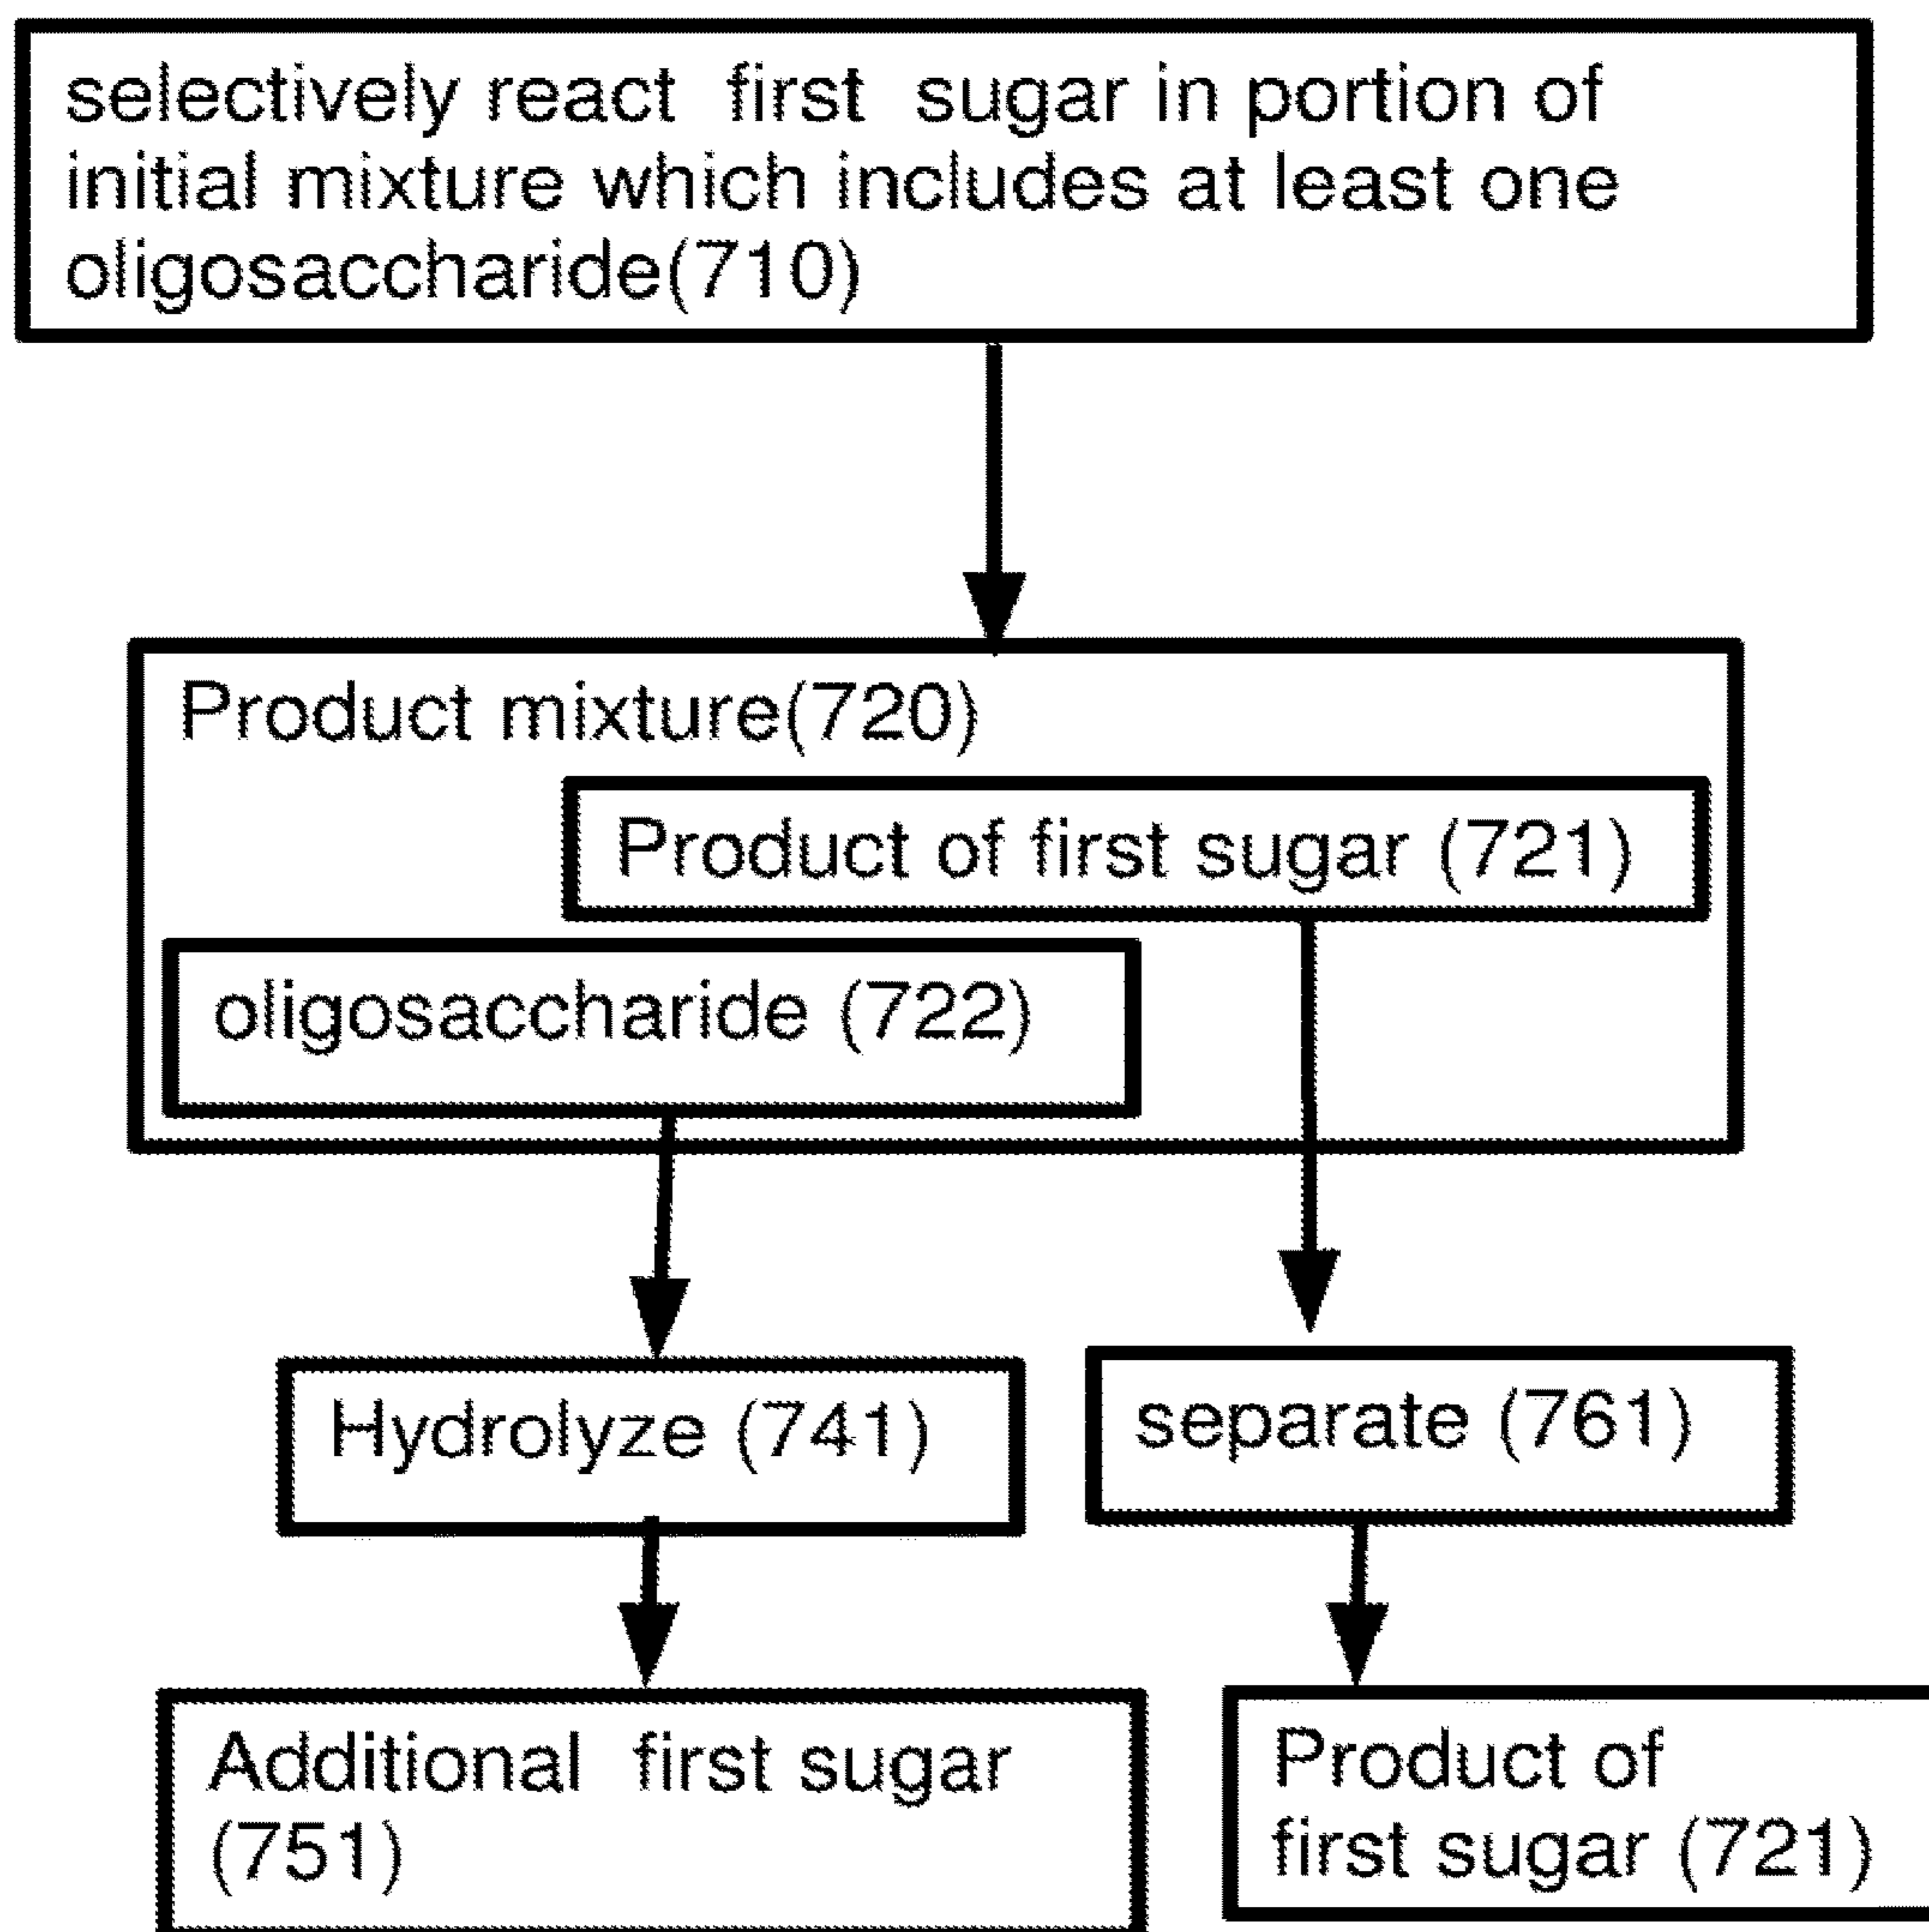 selectively react first sugar in portion of
initial mixture which includes at least one
oligosaccharide(710)
Product mixture(720)
Product of first sugar (721)
oligosaccharide (722)
Hydrolyze (741)
separate (761)
Additional first sugar
(751)
Product of
first sugar (721)